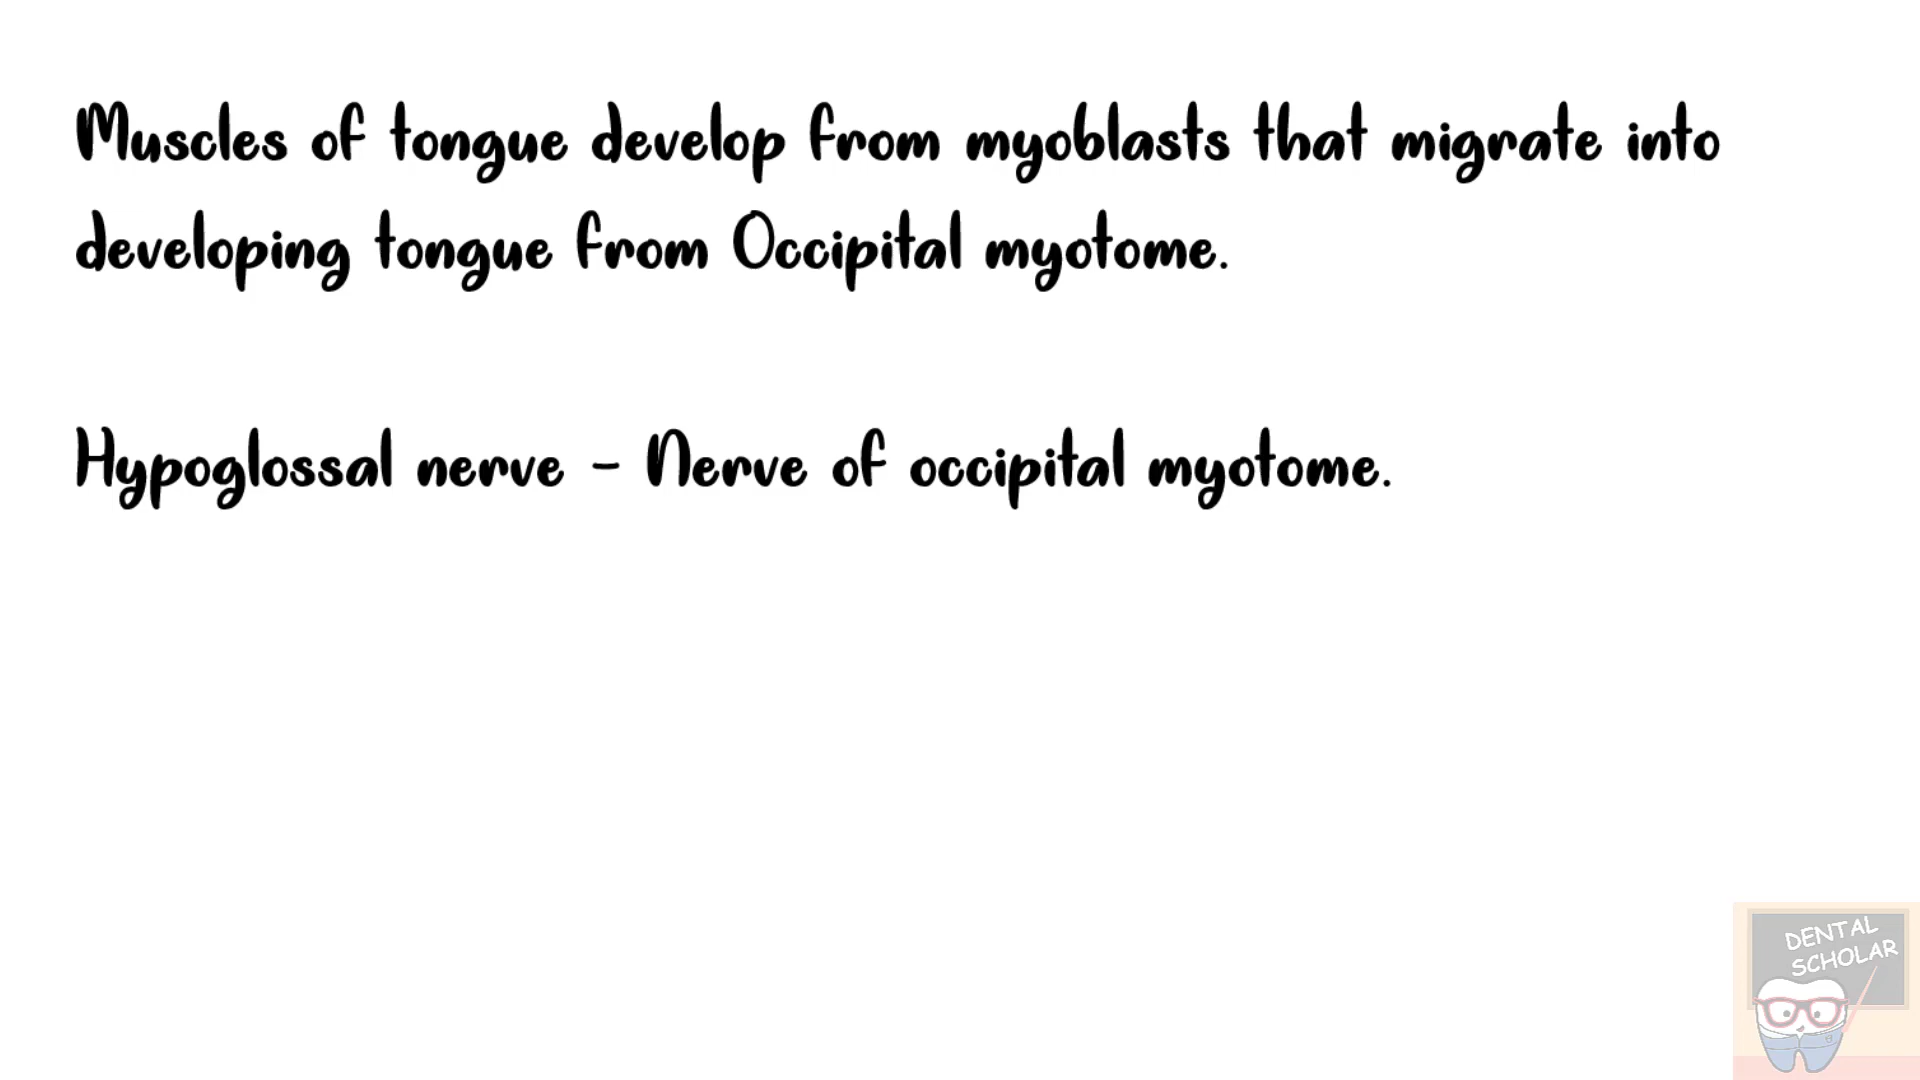 Muscles of tongue develop from myoblasts that migrate into
developing tongue from Occipital myotome.
Hypoglossal nerve - Nerve of occipital myotome.
DENTAL
SCHOLAR